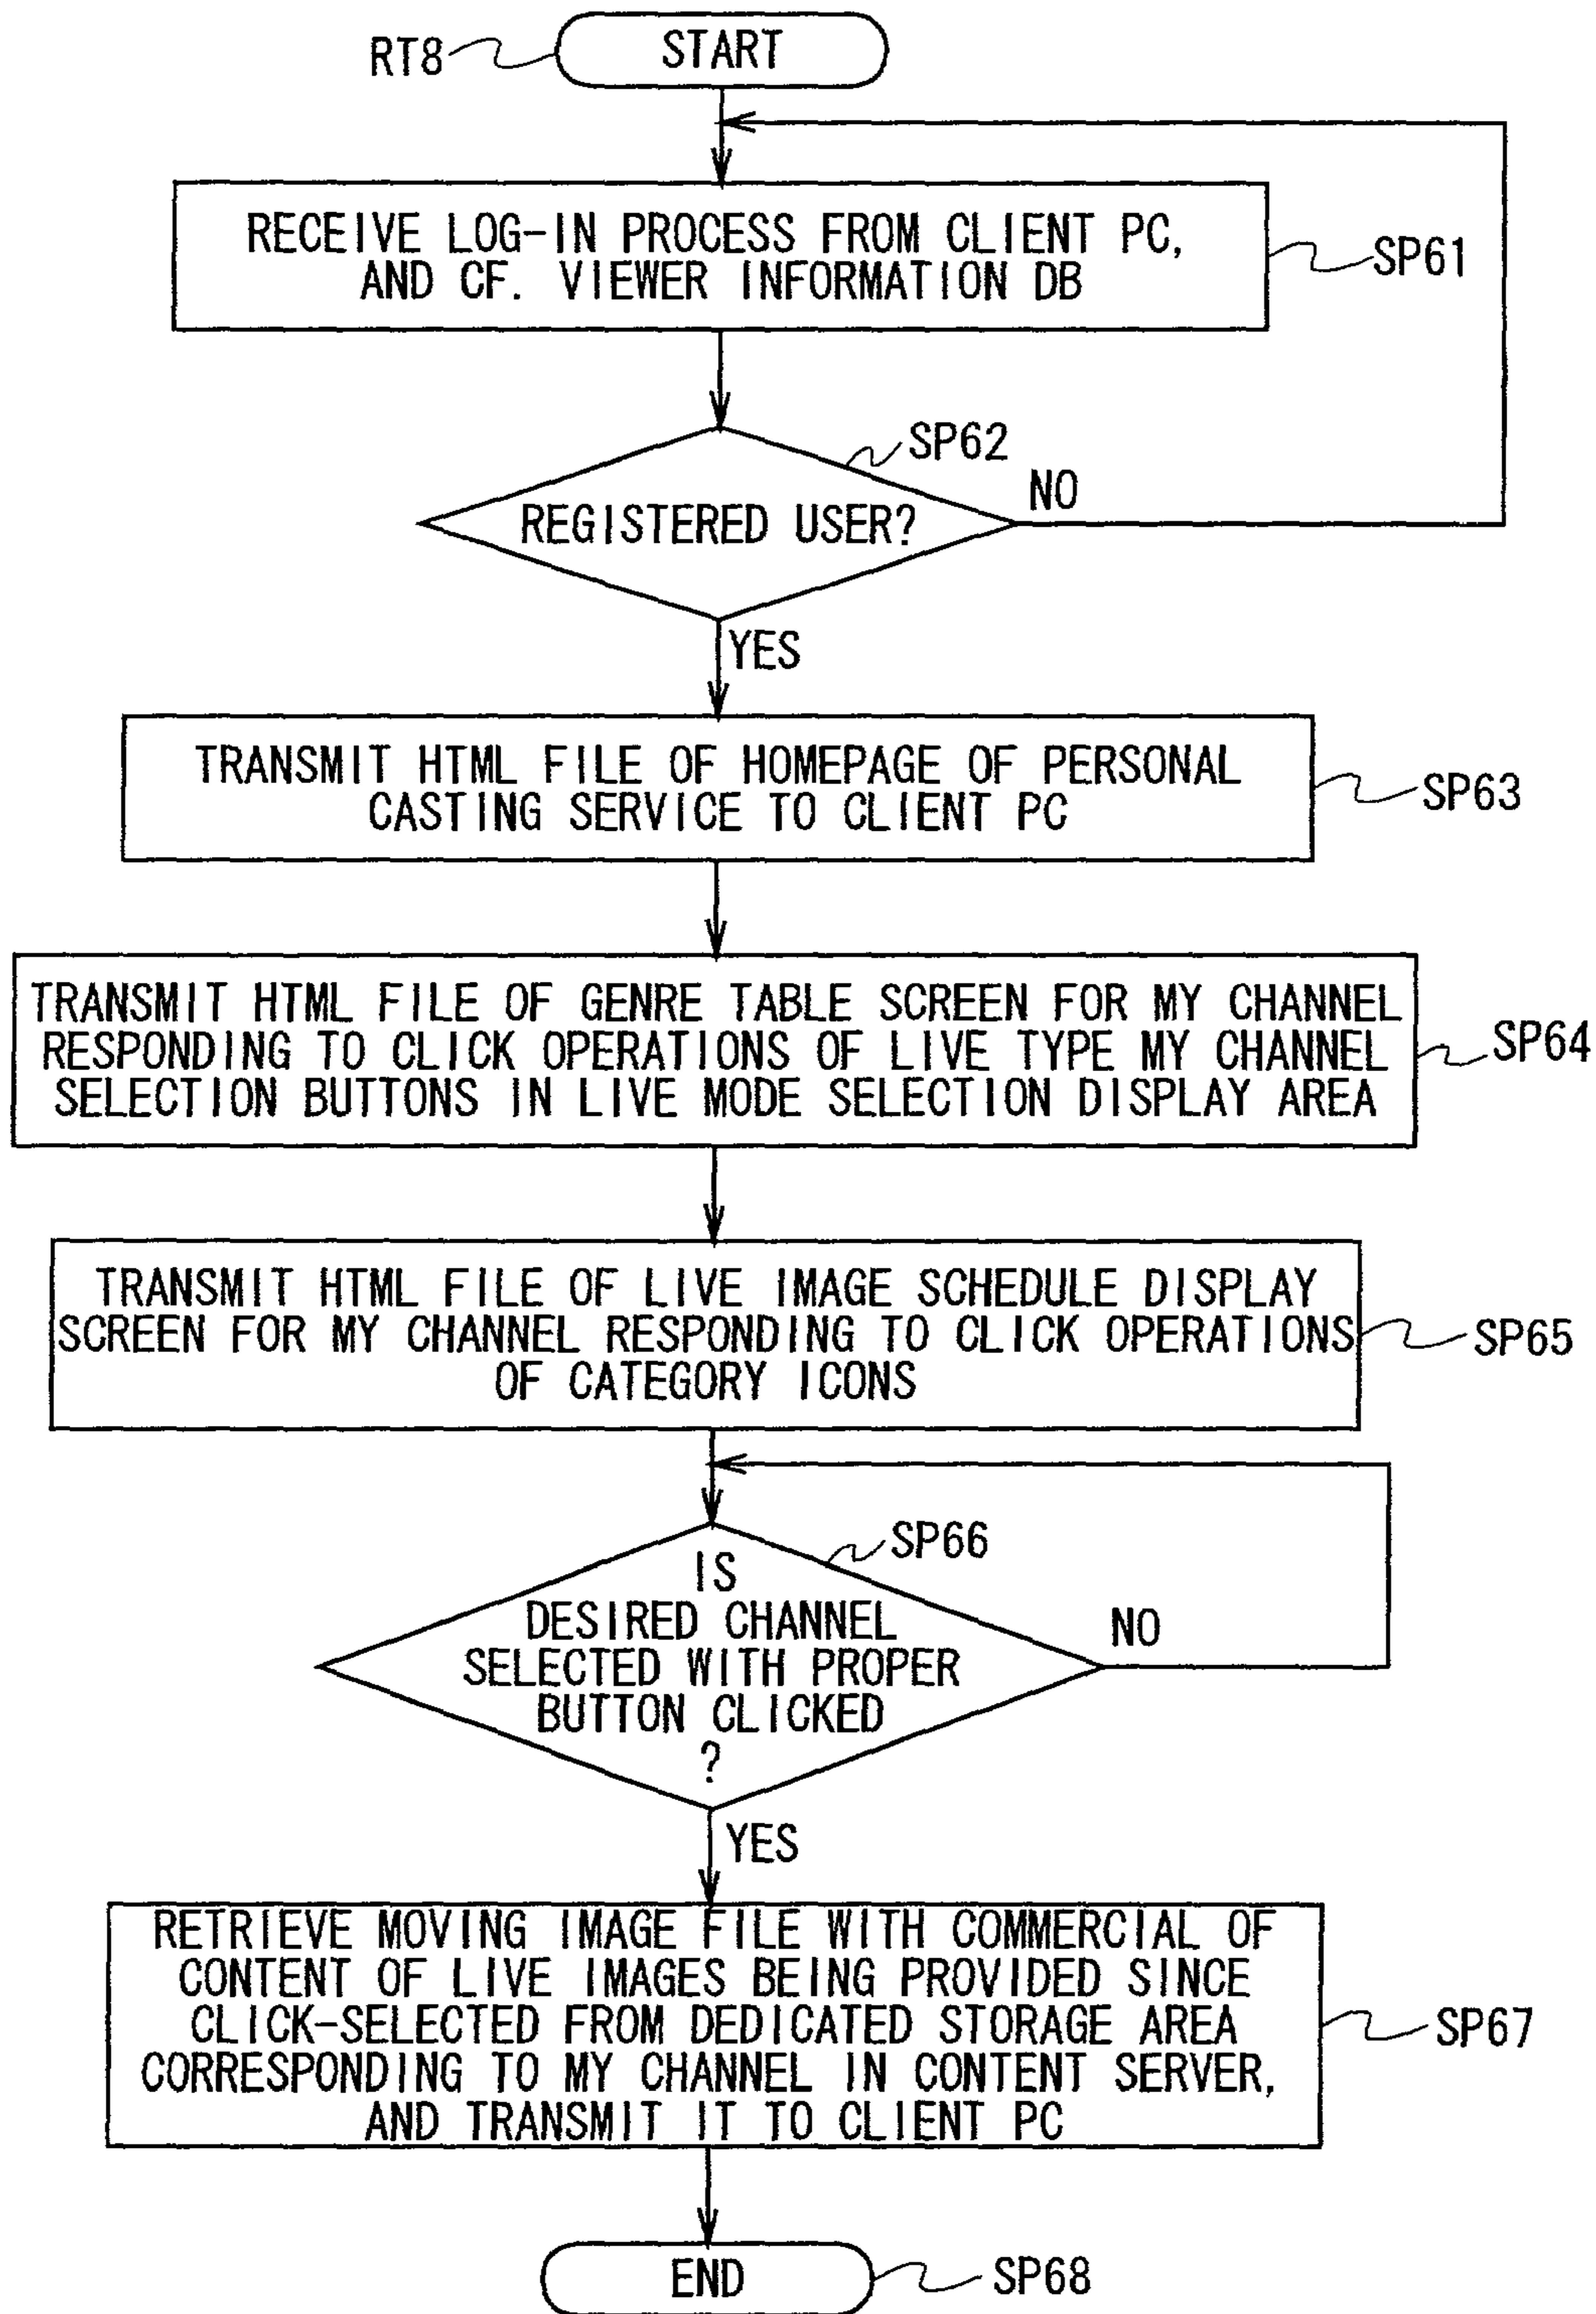 RT8
START
RECEIVE LOG-IN PROCESS FROM CLIENT PC,
AND CF. VIEWER INFORMATION DB
SP61
SP62
REGISTERED USER?
NO
YES
TRANSMIT HTML FILE OF HOMEPAGE OF PERSONAL
CASTING SERVICE TO CLIENT PC
SP63
TRANSMIT HTML FILE OF GENRE TABLE SCREEN FOR MY CHANNEL
RESPONDING TO CLICK OPERATIONS OF LIVE TYPE MY CHANNEL
SELECTION BUTTONS IN LIVE MODE SELECTION DISPLAY AREA
SP64
TRANSMIT HTML FILE OF LIVE IMAGE SCHEDULE DISPLAY
SCREEN FOR MY CHANNEL RESPONDING TO CLICK OPERATIONS
OF CATEGORY ICONS
SP65
SP66
IS
DESIRED CHANNEL
SELECTED WITH PROPER
BUTTON CLICKED
?
NO
YES
RETRIEVE MOVING IMAGE FILE WITH COMMERCIAL OF
CONTENT OF LIVE IMAGES BEING PROVIDED SINCE
CLICK-SELECTED FROM DEDICATED STORAGE AREA
CORRESPONDING TO MY CHANNEL IN CONTENT SERVER,
AND TRANSMIT IT TO CLIENT PC
SP67
END
SP68